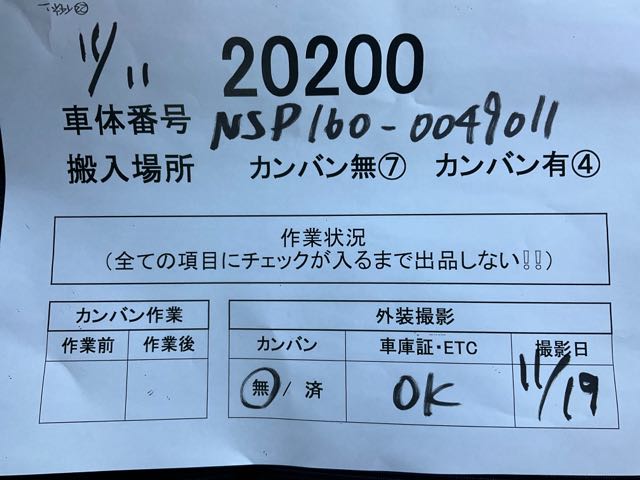 11/11
20200
車体番号 NSP160-0049011
搬入場所 カンバン無⑦ カンバン有④
作業状況
(全ての項目にチェックが入るまで出品しない!!)
カンバン作業 外装撮影
作業前 作業後 カンバン 車庫証・ETC 撮影日
無/済 OK 11/19